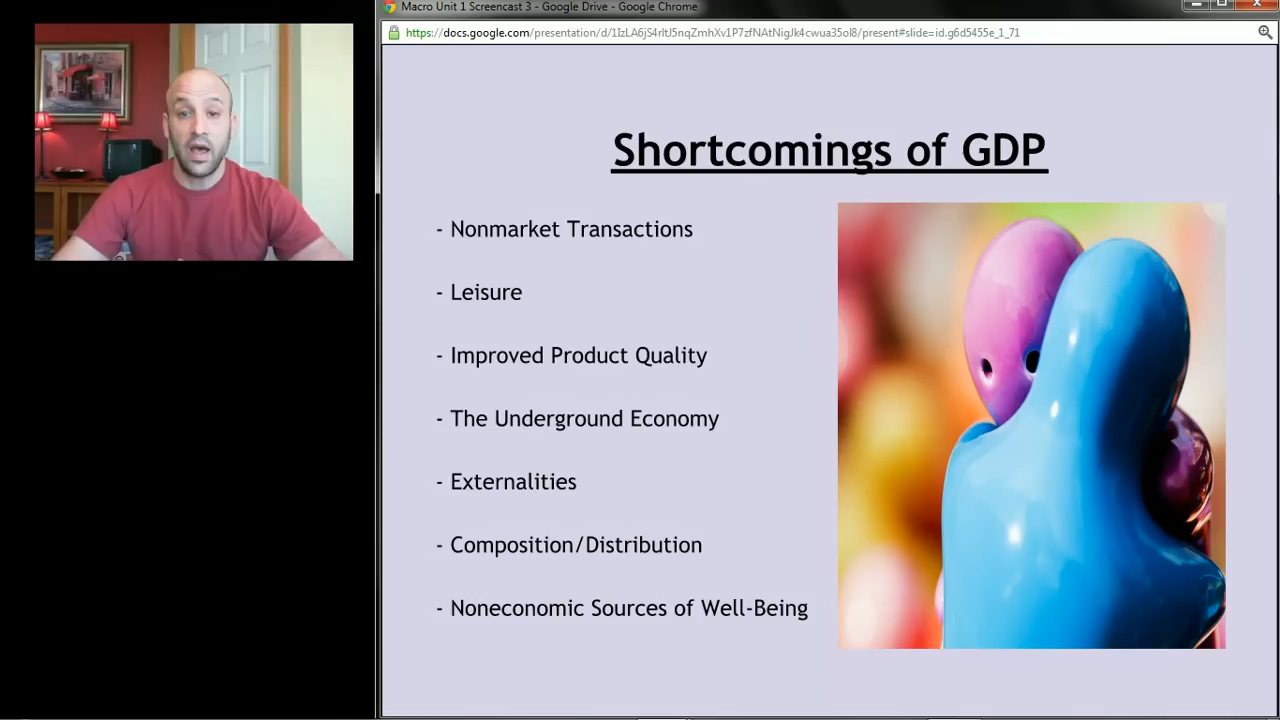 Macro Unit 1 Screencast 3 - Google Drive - Google Chrome
https://docs.google.com/presentation/d/1IzLA6jS4rltJ5nqZmhXv1P7zfNAtNigJk4cwua35ol8/present#slide=id.g6d5455e_1_71
Shortcomings of GDP
- Nonmarket Transactions
- Leisure
- Improved Product Quality
- The Underground Economy
- Externalities
- Composition/Distribution
- Noneconomic Sources of Well-Being